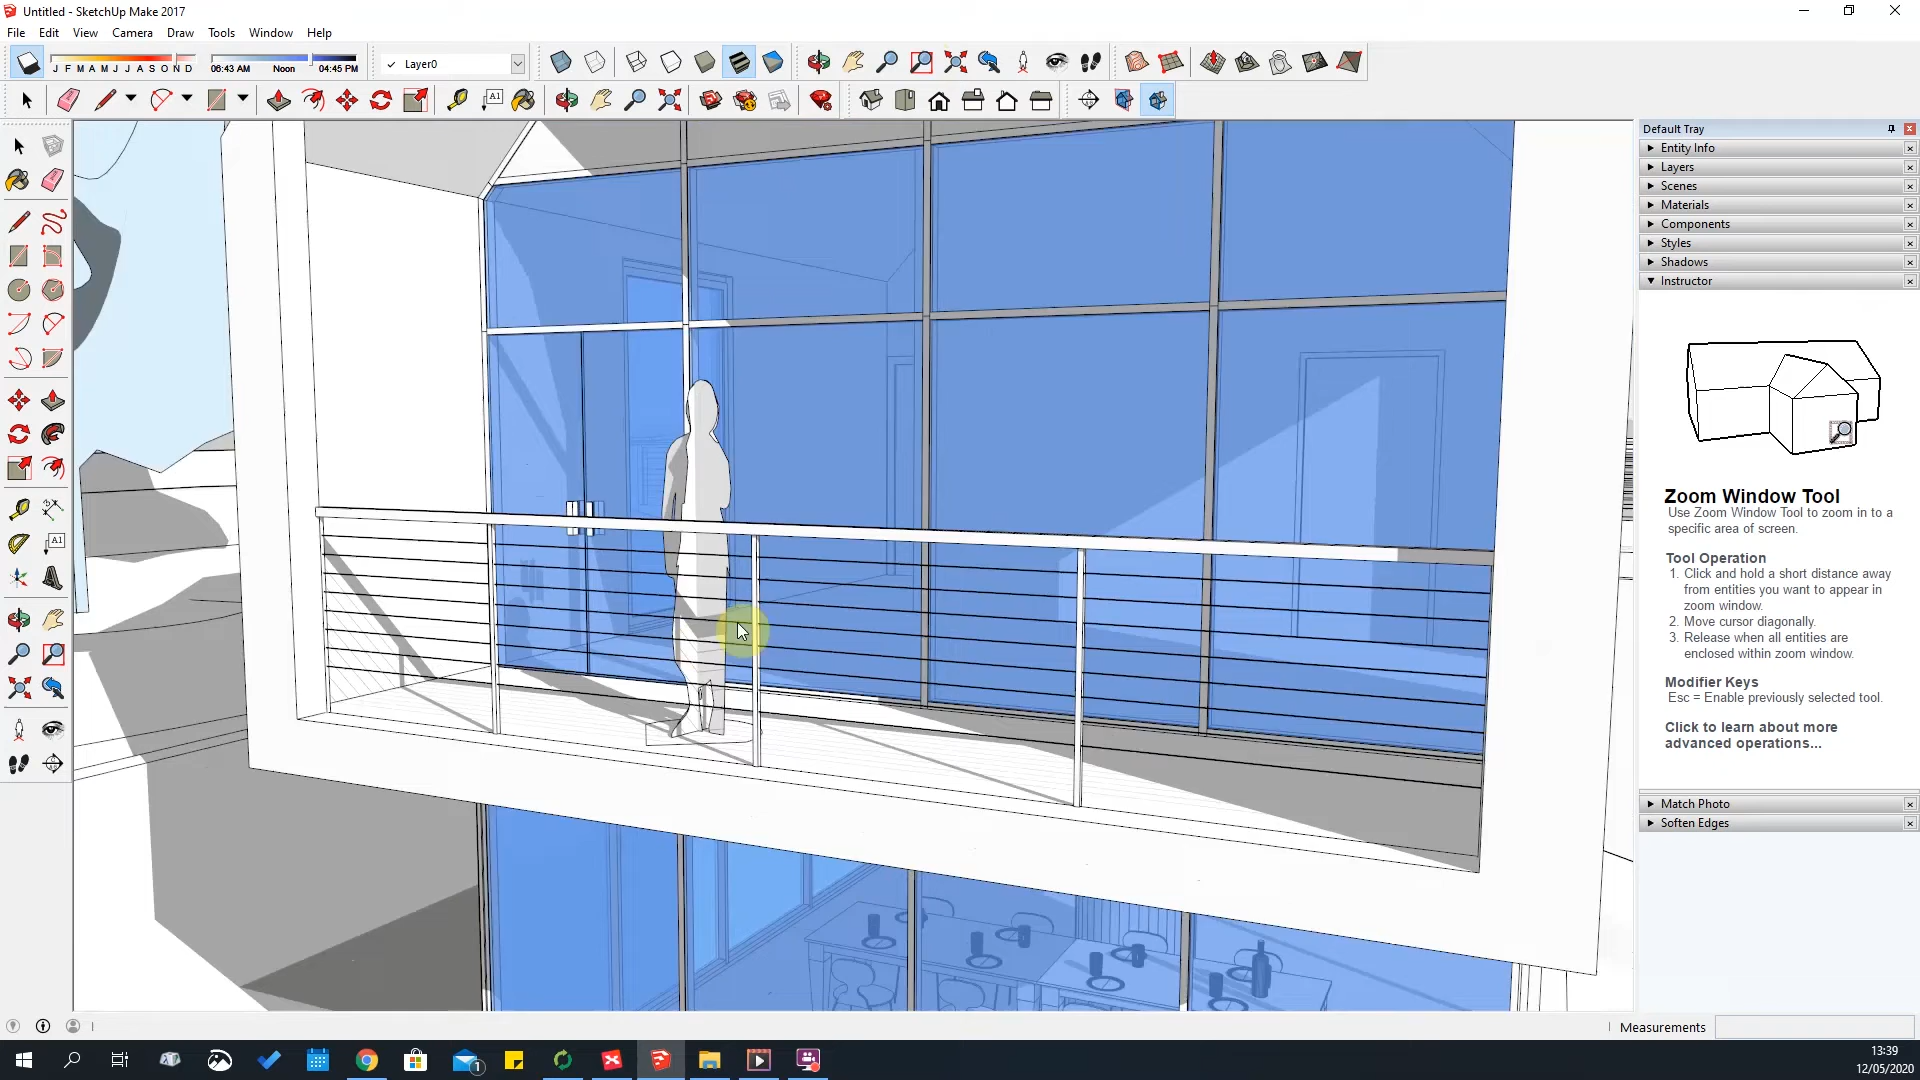 Untitled - SketchUp Make 2017
File Edit View Camera Draw Tools Window Help
J F M A M J J A S O N D 06:43 AM Noon 04:45 PM ✓ Layer0
A1
Default Tray
Entity Info
Layers
Scenes
Materials
Components
Styles
Shadows
Instructor
Zoom Window Tool
Use Zoom Window Tool to zoom in to a
specific area of screen.
Tool Operation
1. Click and hold a short distance away
from entities you want to appear in
zoom window.
2. Move cursor diagonally.
3. Release when all entities are
enclosed within zoom window.
Modifier Keys
Esc = Enable previously selected tool.
Click to learn about more
advanced operations...
A1
Match Photo
Soften Edges
Measurements
1
13:39
12/05/2020